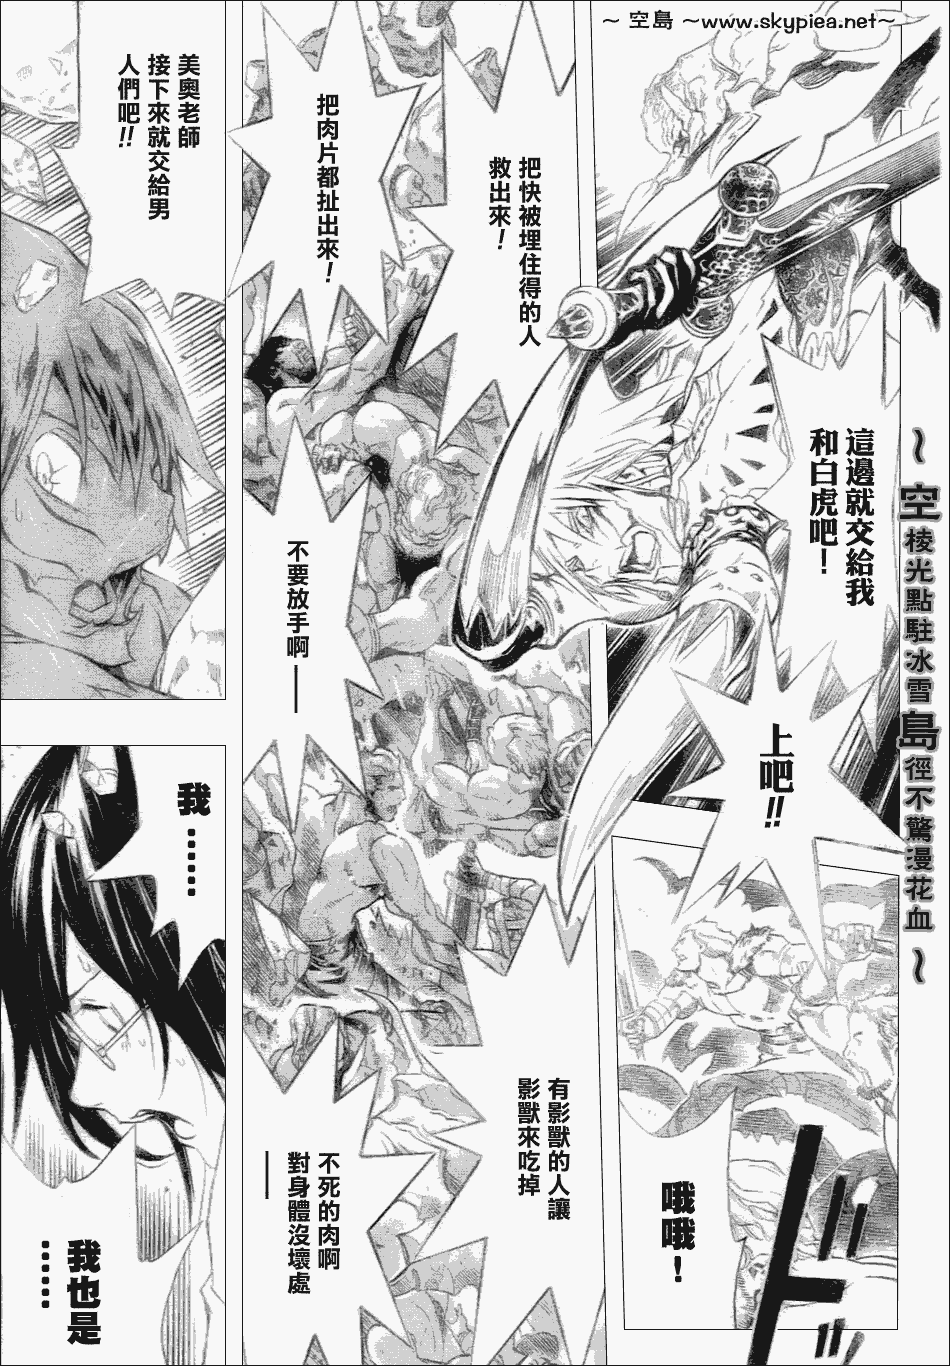 ～ 空島 ～www.skypiea.net～
這邊就交給我
和白虎吧！
上吧!!
哦哦！
ド
把快被埋住得的人
救出來！
把肉片都扯出來！
不要放手啊——
有影獸的人讓
影獸來吃掉
不死的肉啊
對身體沒壞處
——
美奧老師
接下來就交給男
人們吧!!
我……
我也是
……
～空棱光點駐冰雪島徑不驚漫花血～